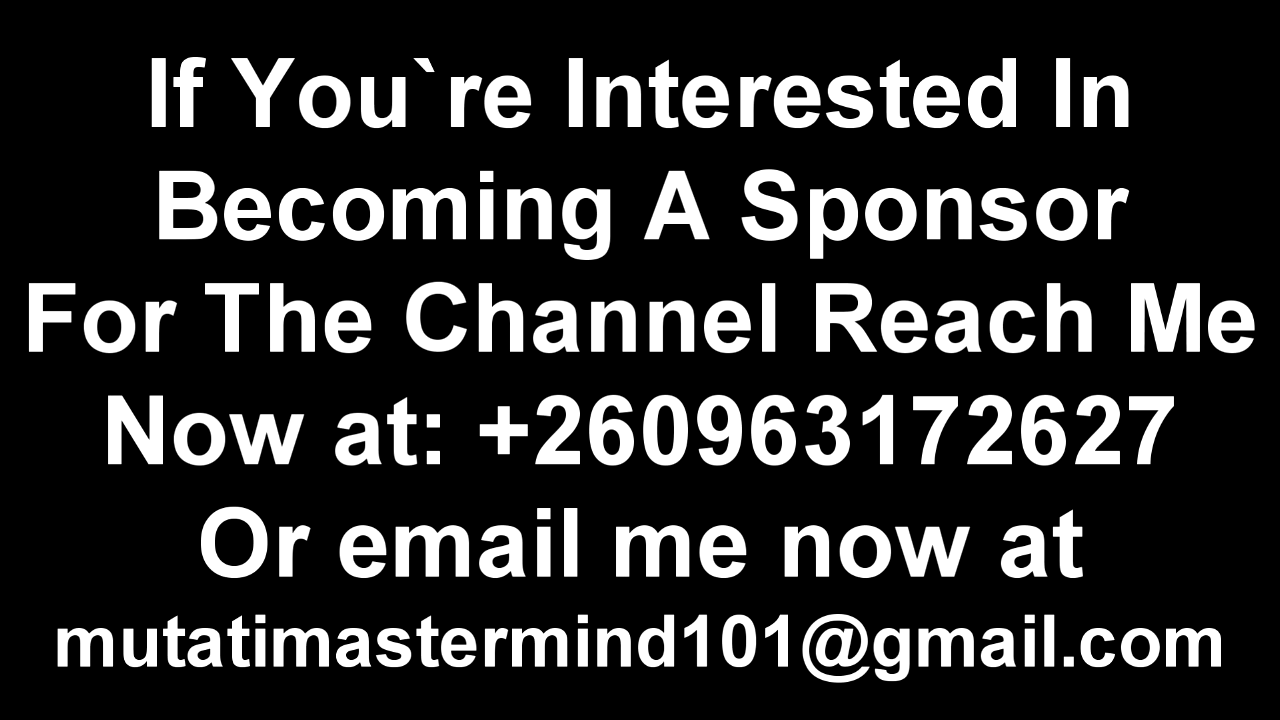 If You`re Interested In
Becoming A Sponsor
For The Channel Reach Me
Now at: +260963172627
Or email me now at
mutatimastermind101@gmail.com